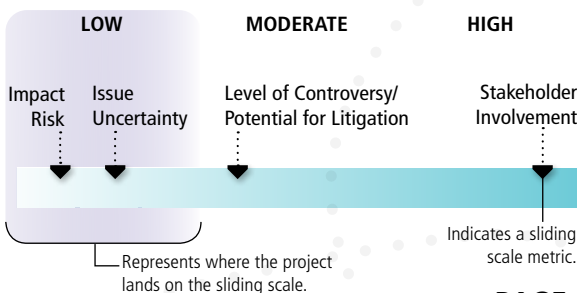 LOW MODERATE HIGH
Impact
Risk
Issue
Uncertainty
Level of Controversy/
Potential for Litigation
Stakeholder
Involvement
Indicates a sliding
scale metric.
Represents where the project
lands on the sliding scale.